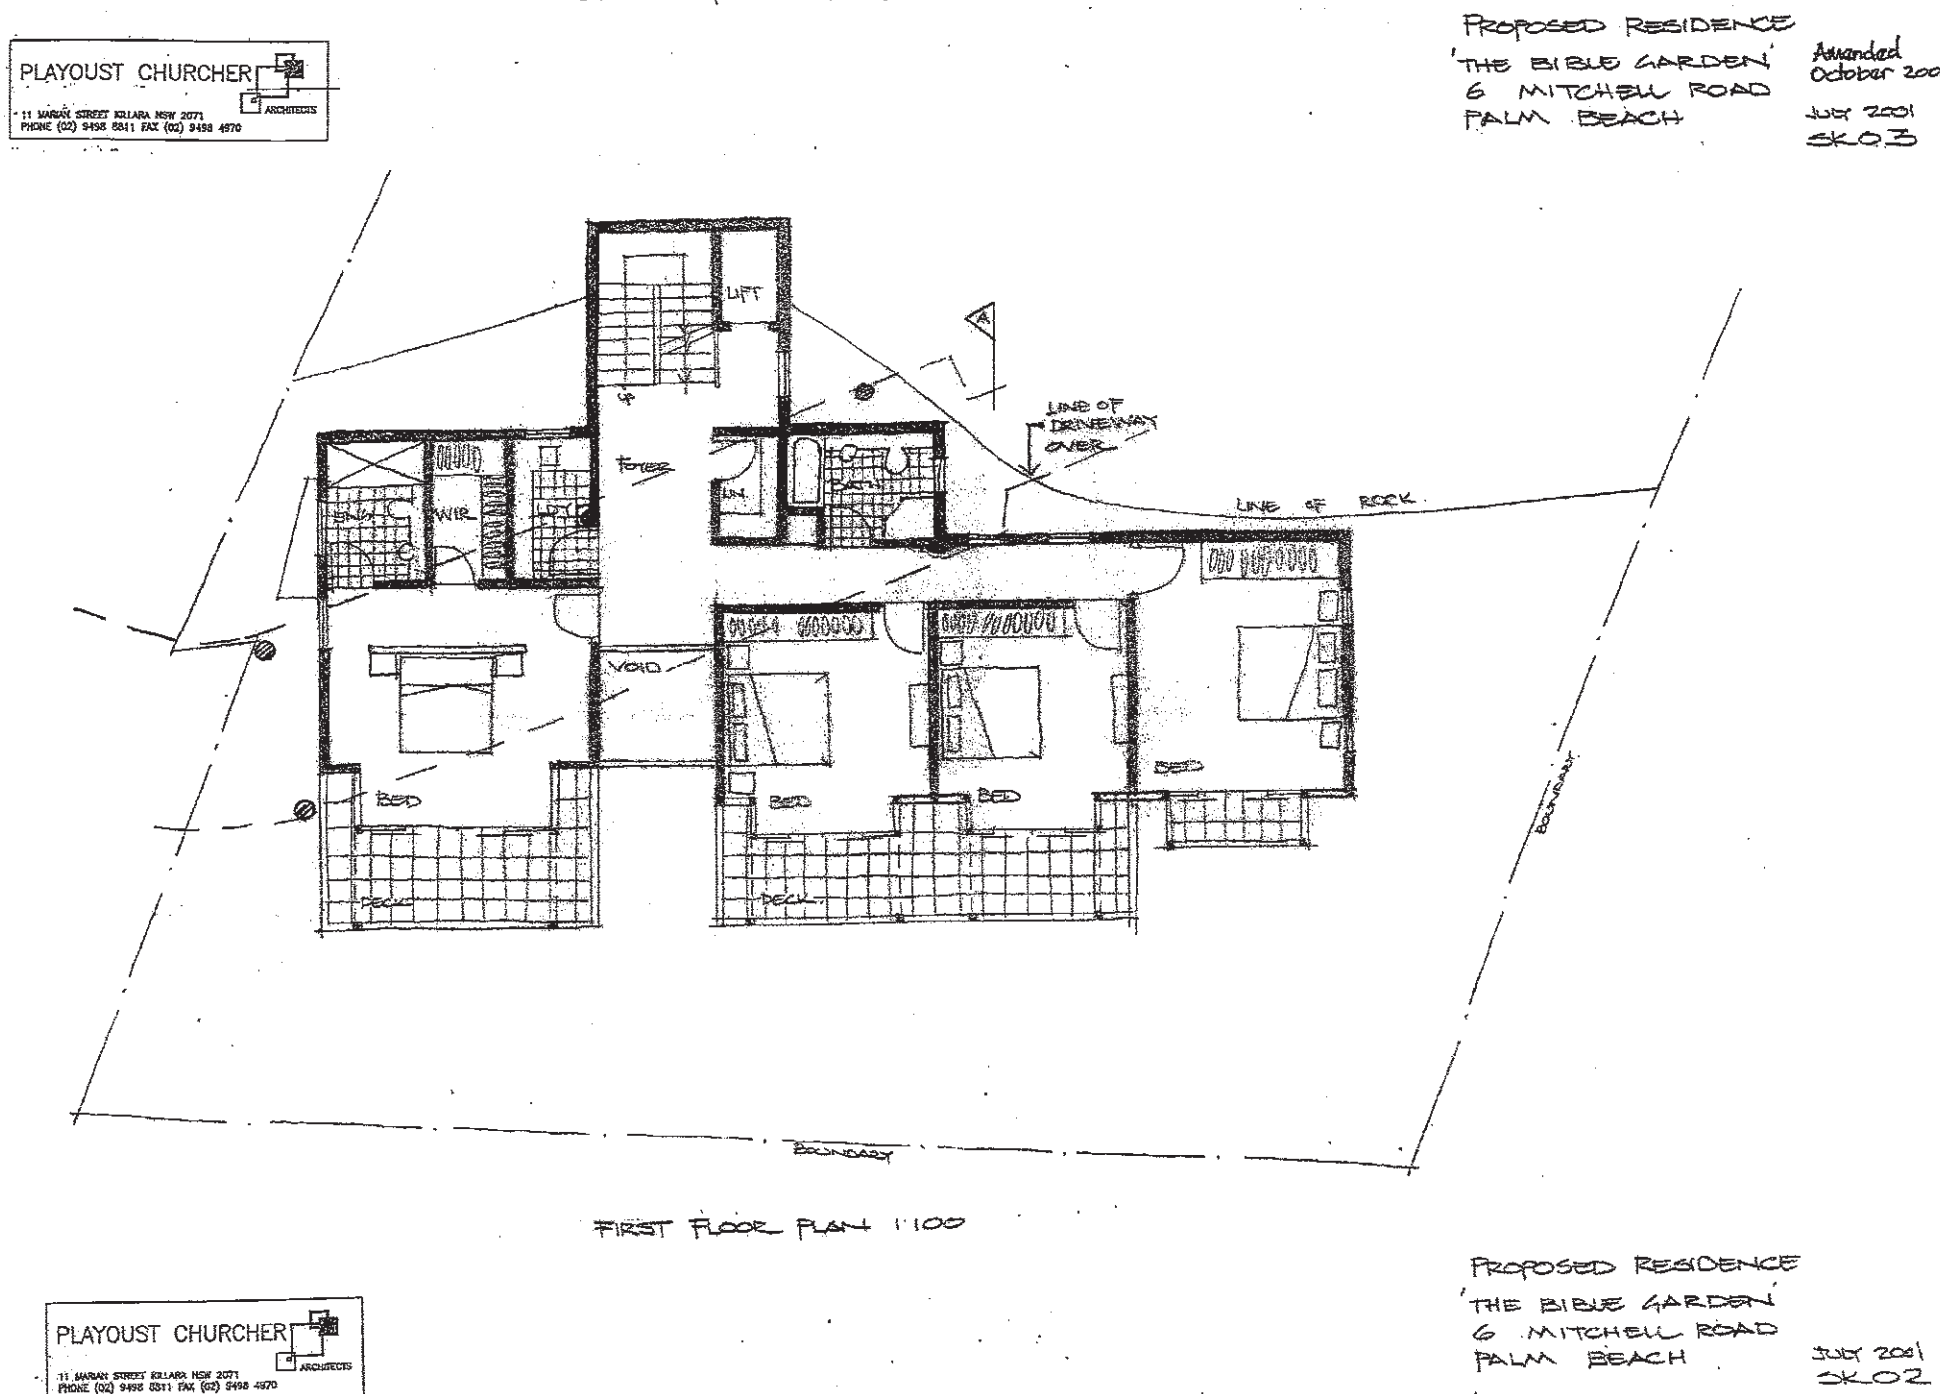 PLAYOUST CHURCHER
ARCHITECTS
11 MARIAN STREET KILLARA NSW 2071
PHONE (02) 9498 8811 FAX (02) 9498 4970
PROPOSED RESIDENCE
'THE BIBLE GARDEN'
6 MITCHELL ROAD
PALM BEACH
Amended
October 200
JULY 2001
SK03
LIFT
A
UP
LINE OF
DRIVEWAY
OVER
FOYER
LIN
BATH
ENS
WIR
LDY
LINE OF ROCK
VOID
BED
BED
BED
BED
DECK
DECK
BOUNDARY
BOUNDARY
FIRST FLOOR PLAN 1:100
PROPOSED RESIDENCE
'THE BIBLE GARDEN'
6 MITCHELL ROAD
PALM BEACH
JULY 2001
SK02
PLAYOUST CHURCHER
ARCHITECTS
11 MARIAN STREET KILLARA NSW 2071
PHONE (02) 9498 8811 FAX (02) 9498 4970